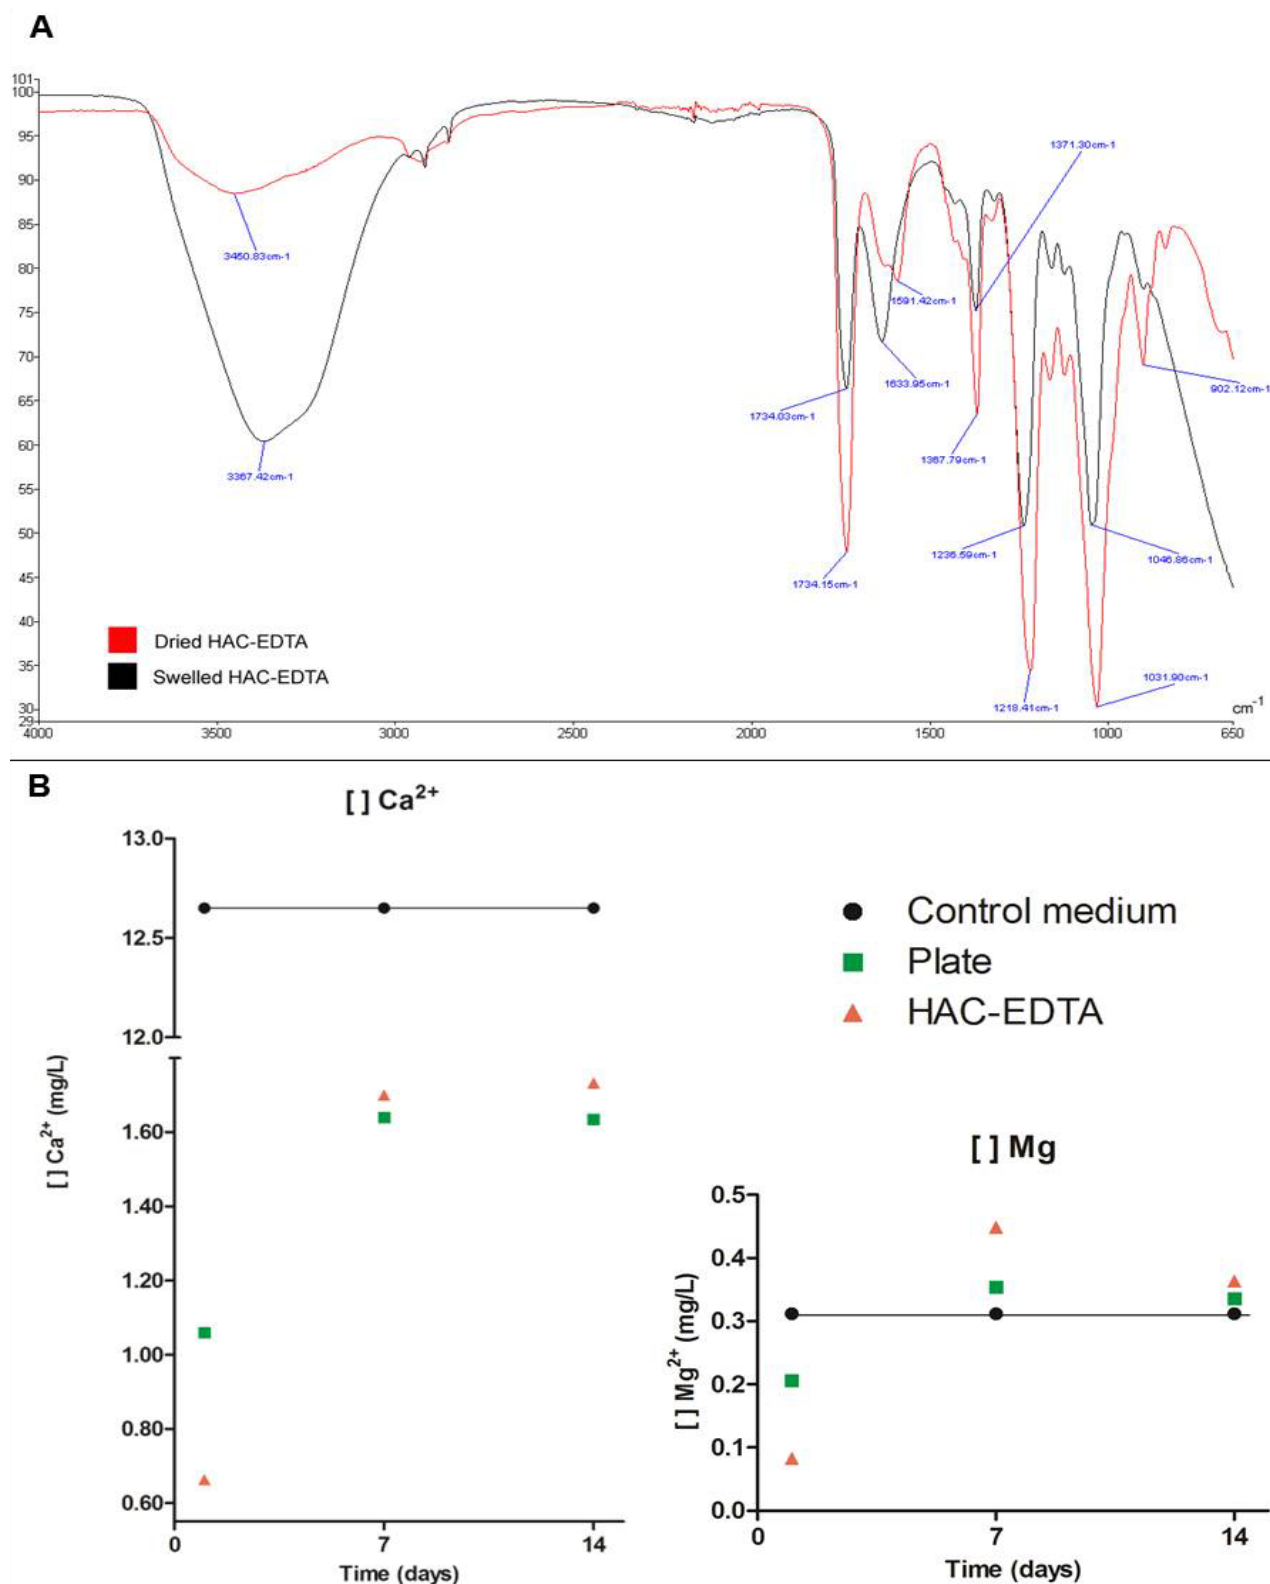 A
101
100
95
90
85
80
75
70
65
60
55
50
45
40
35
30
29
4000 3500 3000 2500 2000 1500 1000 650
cm-1
3450.83cm-1
3367.42cm-1
1371.30cm-1
1591.42cm-1
1633.95cm-1
1734.03cm-1
902.12cm-1
1367.79cm-1
1236.59cm-1
1046.86cm-1
1734.15cm-1
1031.90cm-1
1218.41cm-1
Dried HAC-EDTA
Swelled HAC-EDTA
B
[ ] Ca2+
13.0
12.5
12.0
1.60
1.40
1.20
1.00
0.80
0.60
[ ] Ca2+ (mg/L)
0 7 14
Time (days)
Control medium
Plate
HAC-EDTA
[ ] Mg
0.5
0.4
0.3
0.2
0.1
0.0
[ ] Mg2+ (mg/L)
0 7 14
Time (days)